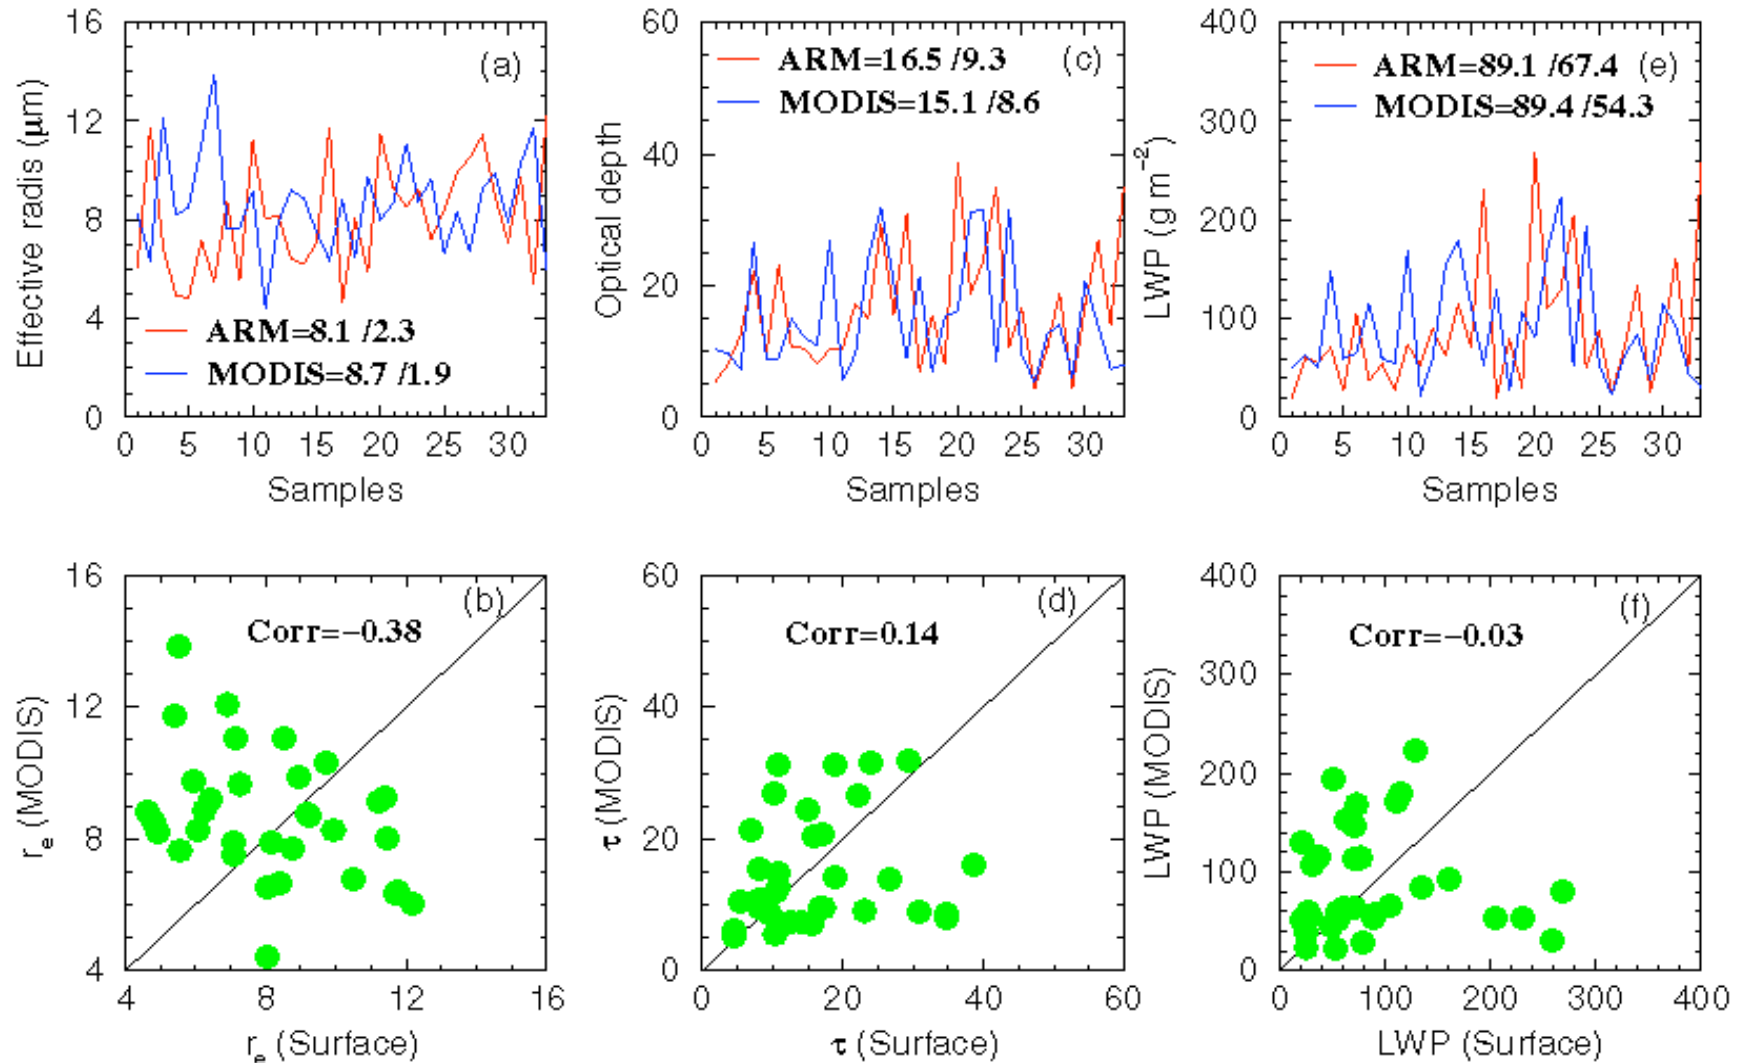 16
12
8
4
0
Effective radis (μm)
(a)
ARM=8.1 /2.3
MODIS=8.7 /1.9
0 5 10 15 20 25 30
Samples
60
40
20
0
Optical depth
ARM=16.5 /9.3 (c)
MODIS=15.1 /8.6
0 5 10 15 20 25 30
Samples
400
300
200
100
0
LWP (g m⁻²)
ARM=89.1 /67.4 (e)
MODIS=89.4 /54.3
0 5 10 15 20 25 30
Samples
16
12
8
4
rₑ (MODIS)
(b)
Corr=−0.38
4 8 12 16
rₑ (Surface)
60
40
20
0
τ (MODIS)
(d)
Corr=0.14
0 20 40 60
τ (Surface)
400
300
200
100
0
LWP (MODIS)
(f)
Corr=−0.03
0 100 200 300 400
LWP (Surface)